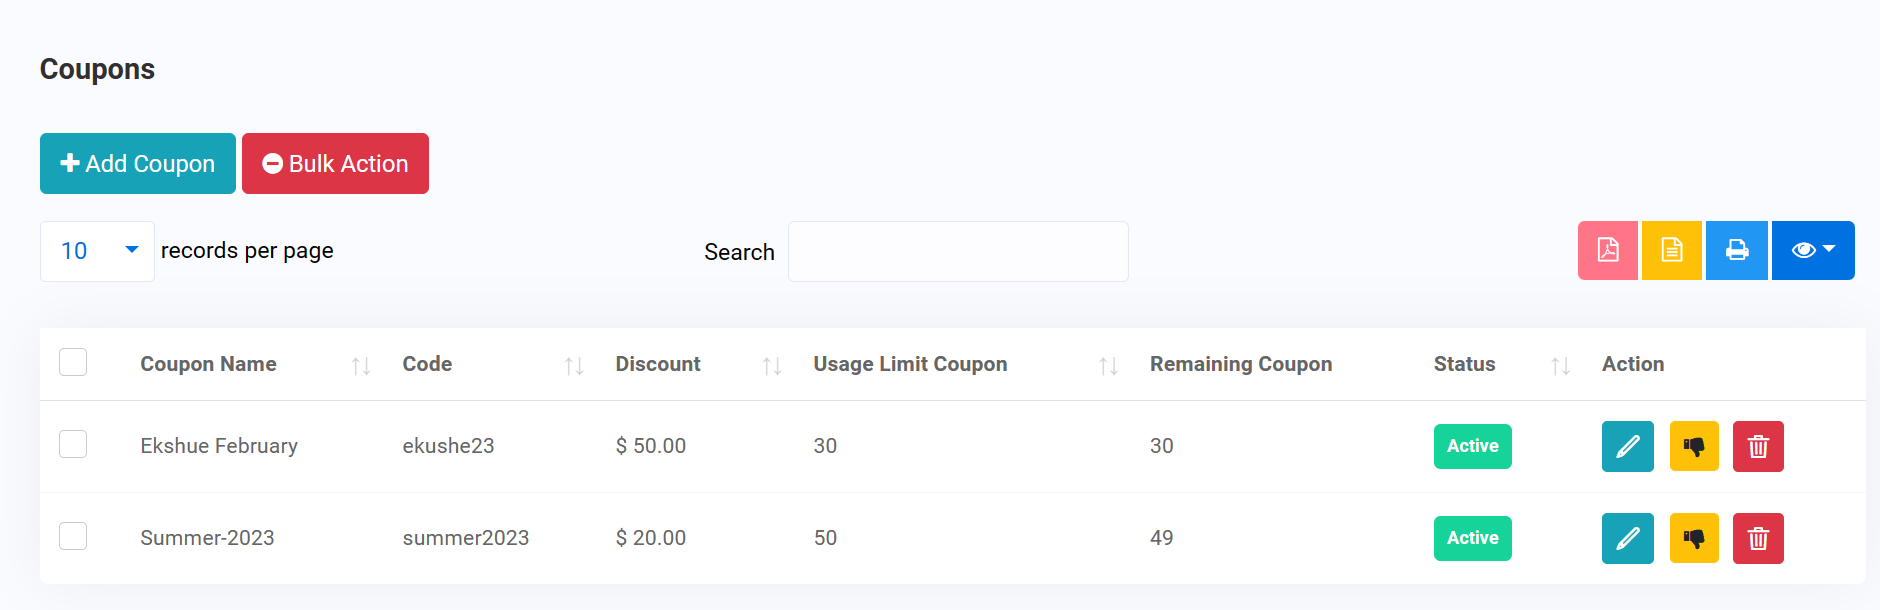 Coupons
Add Coupon Bulk Action
10 records per page Search
Coupon Name Code Discount Usage Limit Coupon Remaining Coupon Status Action
Ekshue February ekushe23 $ 50.00 30 30 Active
Summer-2023 summer2023 $ 20.00 50 49 Active